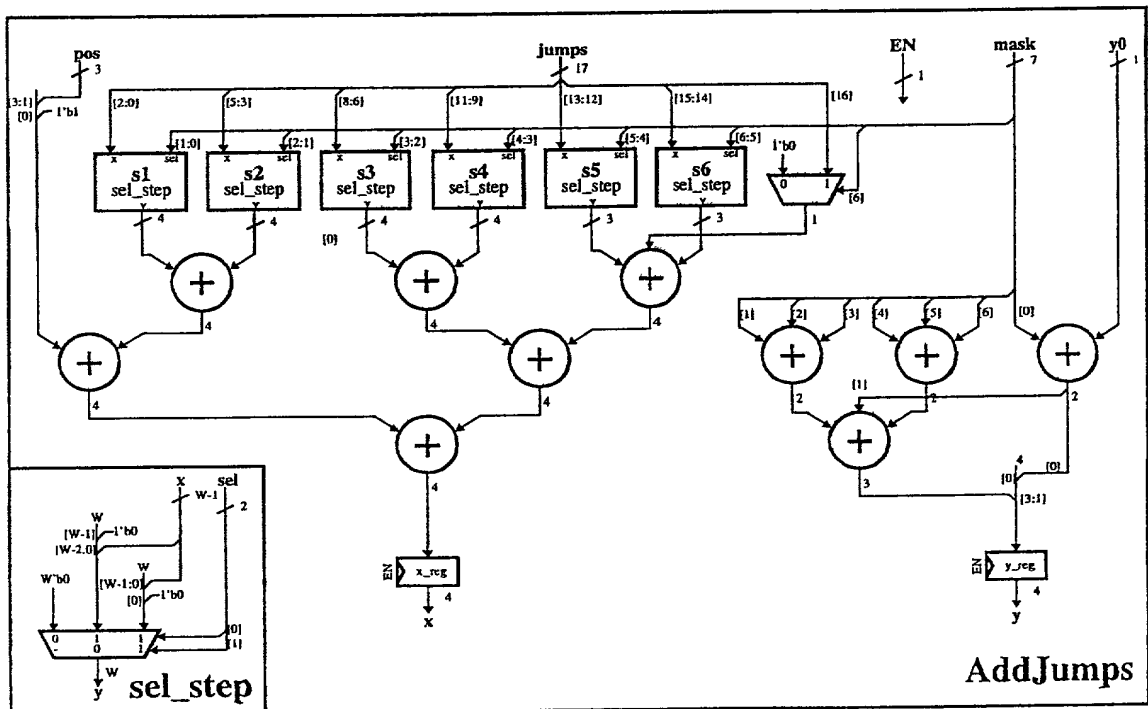 pos jumps EN mask y0
3 17 1 7 1
[3:1] [2:0] [5:3] [8:6] [11:9] [13:12] [15:14] [16]
[0] 1'b1
[1:0] [2:1] [3:2] [4:3] [5:4] [6:5] 1'b0
x sel x sel x sel x sel x sel x sel
s1 s2 s3 s4 s5 s6 0 1
sel_step sel_step sel_step sel_step sel_step sel_step [6]
4 4 4 4 3 3 1
[0]
+ + +
4 4 4
[1] [2] [3] [4] [5] [6] [0]
+ + + + +
4 4 2 2 2
[1]
+ +
4 3
4
[0] [0]
[3:1]
EN x_reg EN y_reg
4 4
x y
x sel
W-1 2
W
[W-1] 1'b0
[W-2.0]
W
W'b0 [W-1:0]
[0] 1'b0
0 1 1 [0]
- 0 1 [1]
W
y
sel_step
AddJumps